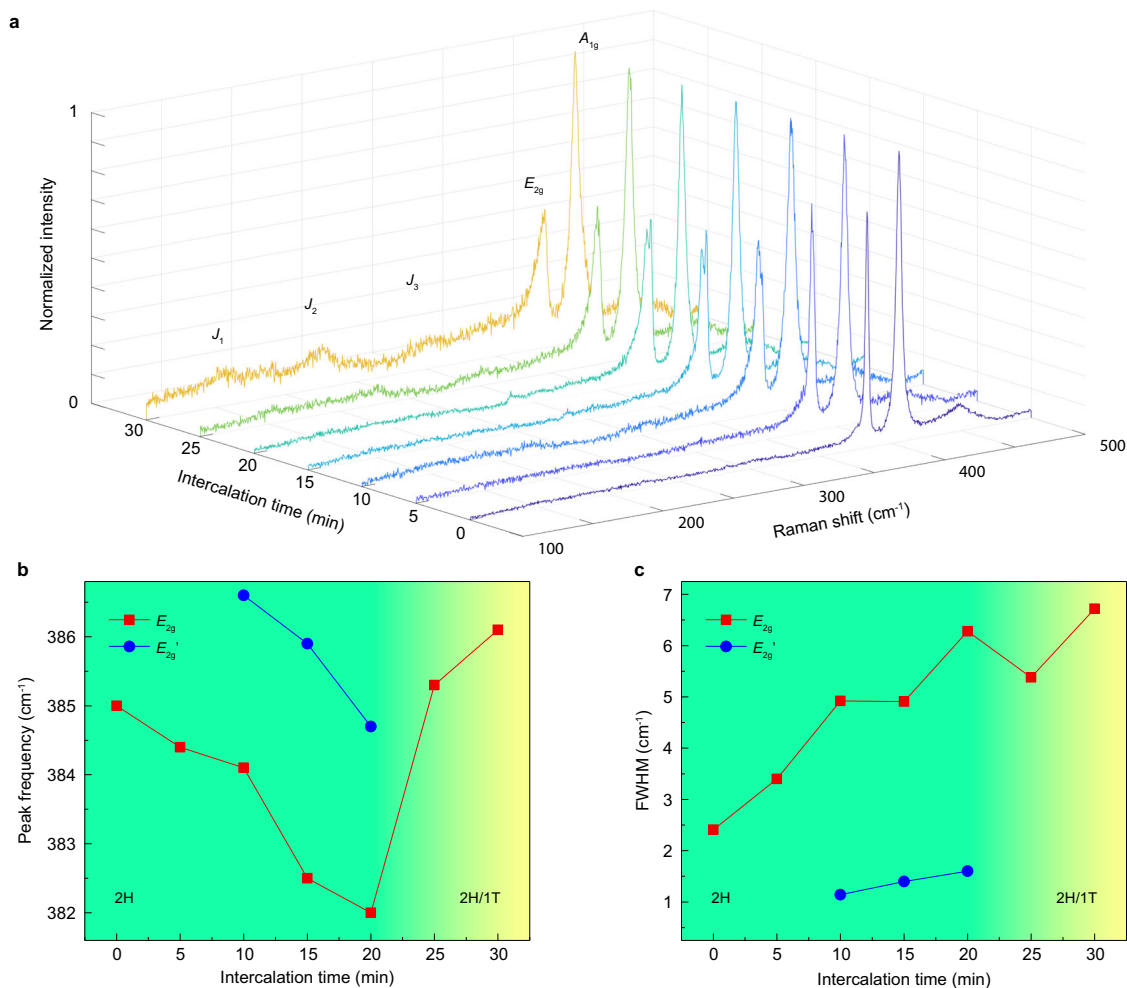 a
A1g
E2g
J3
J2
J1
Normalized intensity
1
0
30
25
20
15
10
5
0
Intercalation time (min)
100
200
300
400
500
Raman shift (cm-1)
b
E2g
E2g'
386
385
384
383
382
Peak frequency (cm-1)
2H
2H/1T
0 5 10 15 20 25 30
Intercalation time (min)
c
E2g
E2g'
7
6
5
4
3
2
1
FWHM (cm-1)
2H
2H/1T
0 5 10 15 20 25 30
Intercalation time (min)